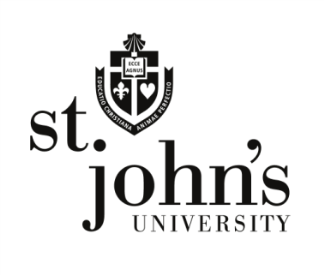 ECCE
AGNUS
EDUCATIO CHRISTIANA ANIMAE PERFECTIO
st.
john's
UNIVERSITY